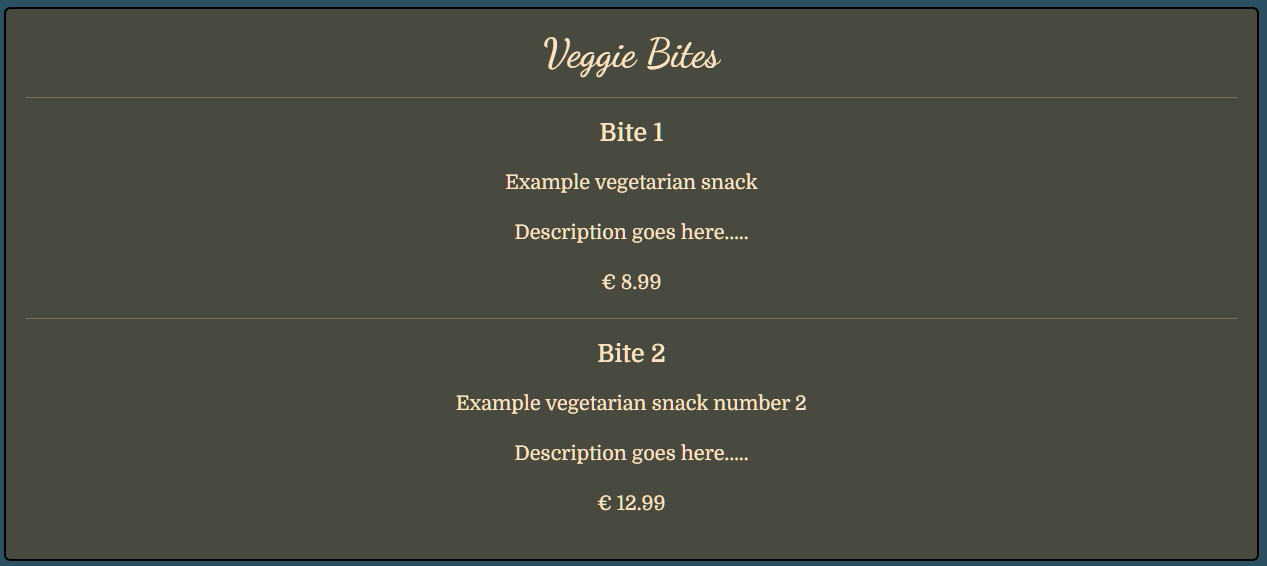 Veggie Bites
Bite 1
Example vegetarian snack
Description goes here.....
€ 8.99
Bite 2
Example vegetarian snack number 2
Description goes here.....
€ 12.99